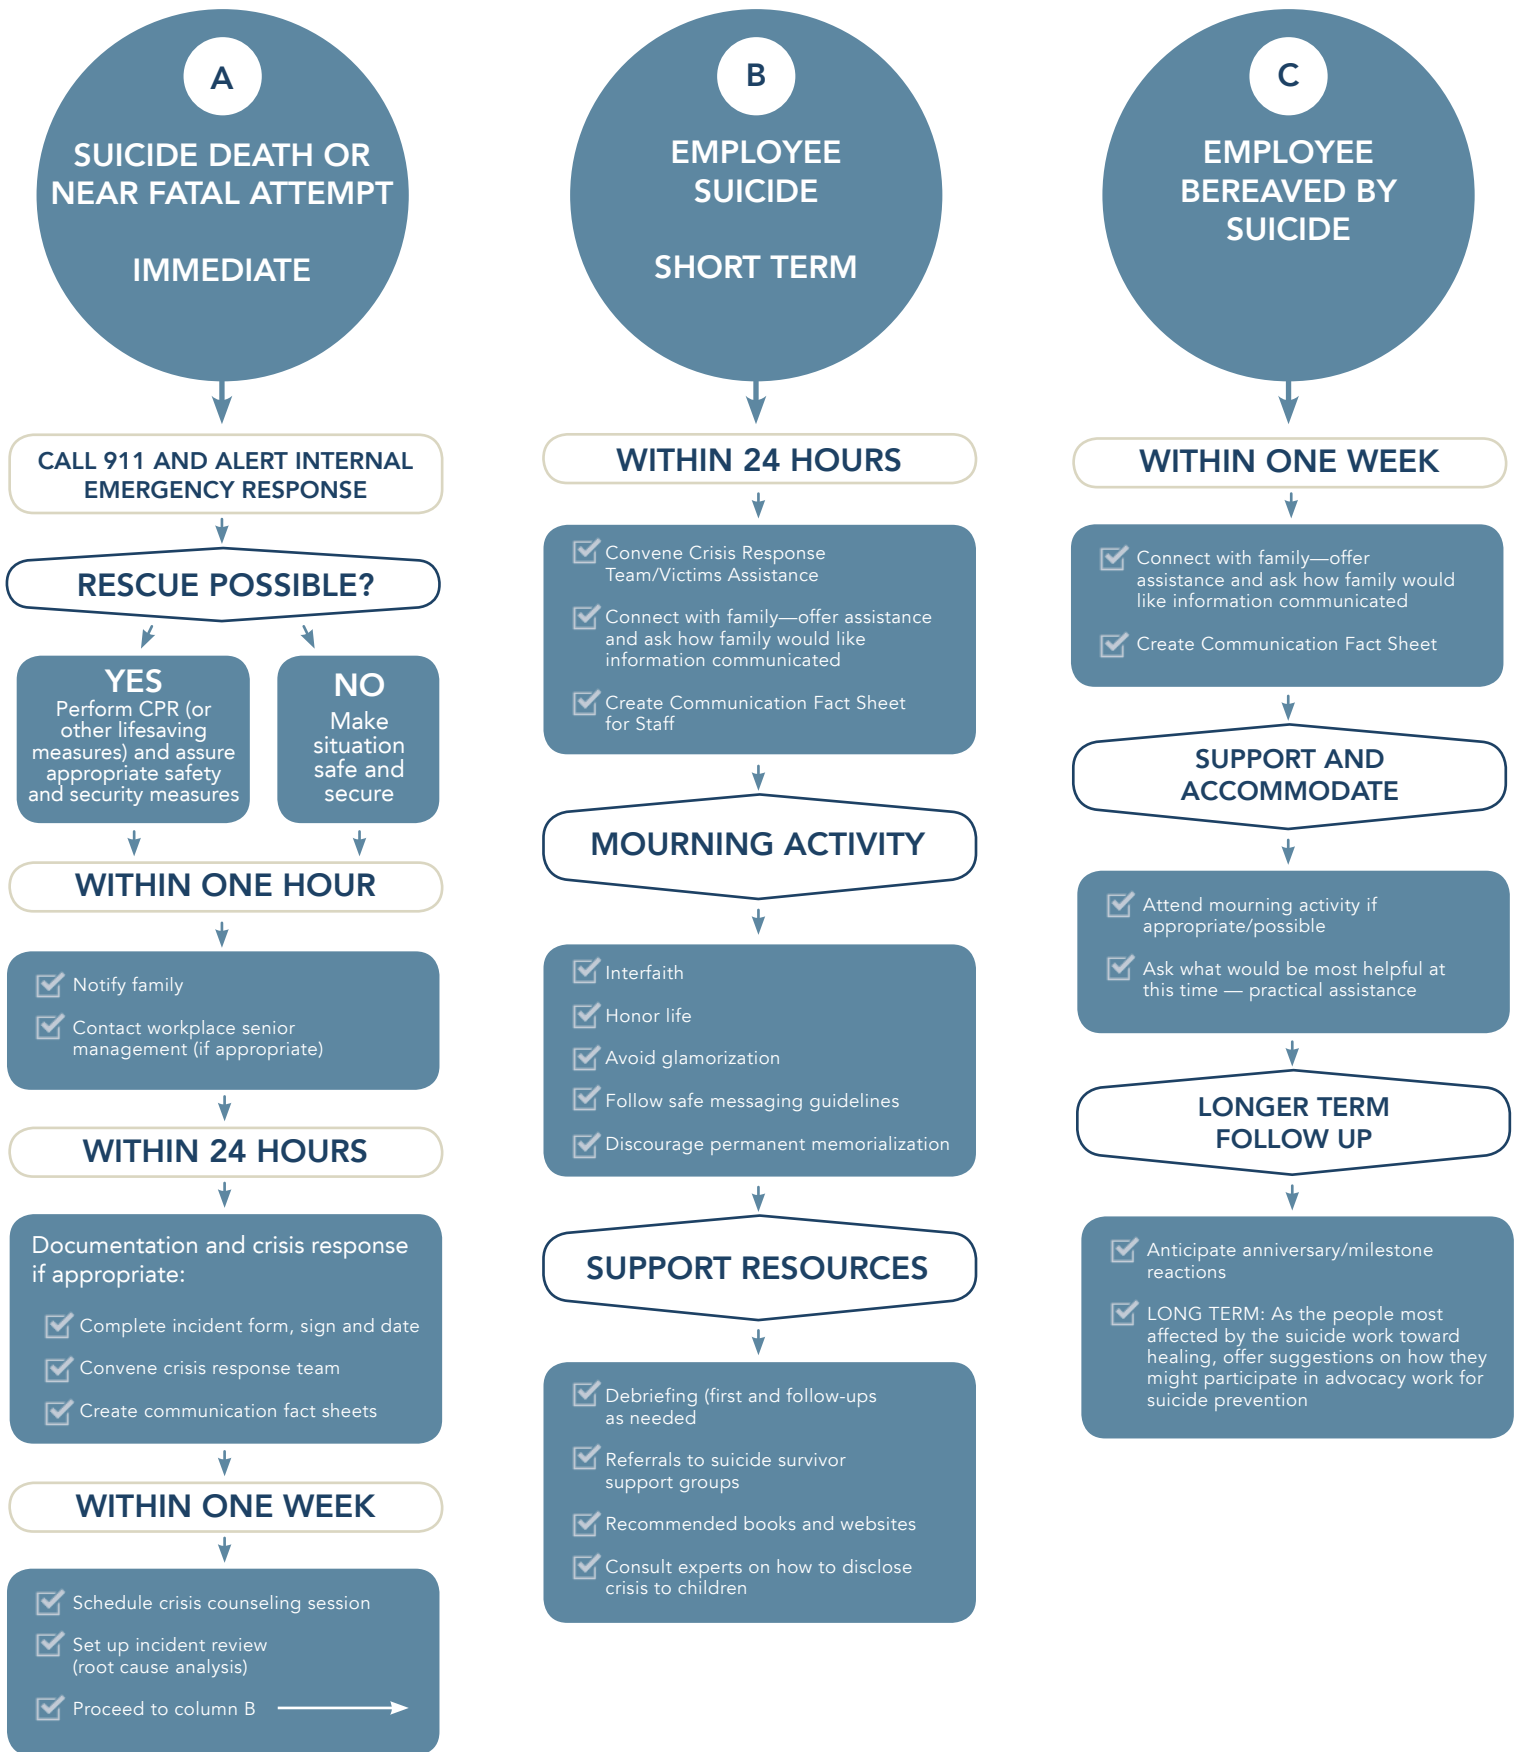 A
SUICIDE DEATH OR
NEAR FATAL ATTEMPT
IMMEDIATE
CALL 911 AND ALERT INTERNAL
EMERGENCY RESPONSE
RESCUE POSSIBLE?
YES
Perform CPR (or
other lifesaving
measures) and assure
appropriate safety
and security measures
NO
Make
situation
safe and
secure
WITHIN ONE HOUR
Notify family
Contact workplace senior
management (if appropriate)
WITHIN 24 HOURS
Documentation and crisis response
if appropriate:
Complete incident form, sign and date
Convene crisis response team
Create communication fact sheets
WITHIN ONE WEEK
Schedule crisis counseling session
Set up incident review
(root cause analysis)
Proceed to column B
B
EMPLOYEE
SUICIDE
SHORT TERM
WITHIN 24 HOURS
Convene Crisis Response
Team/Victims Assistance
Connect with family—offer assistance
and ask how family would like
information communicated
Create Communication Fact Sheet
for Staff
MOURNING ACTIVITY
Interfaith
Honor life
Avoid glamorization
Follow safe messaging guidelines
Discourage permanent memorialization
SUPPORT RESOURCES
Debriefing (first and follow-ups
as needed
Referrals to suicide survivor
support groups
Recommended books and websites
Consult experts on how to disclose
crisis to children
C
EMPLOYEE
BEREAVED BY
SUICIDE
WITHIN ONE WEEK
Connect with family—offer
assistance and ask how family would
like information communicated
Create Communication Fact Sheet
SUPPORT AND
ACCOMMODATE
Attend mourning activity if
appropriate/possible
Ask what would be most helpful at
this time — practical assistance
LONGER TERM
FOLLOW UP
Anticipate anniversary/milestone
reactions
LONG TERM: As the people most
affected by the suicide work toward
healing, offer suggestions on how they
might participate in advocacy work for
suicide prevention